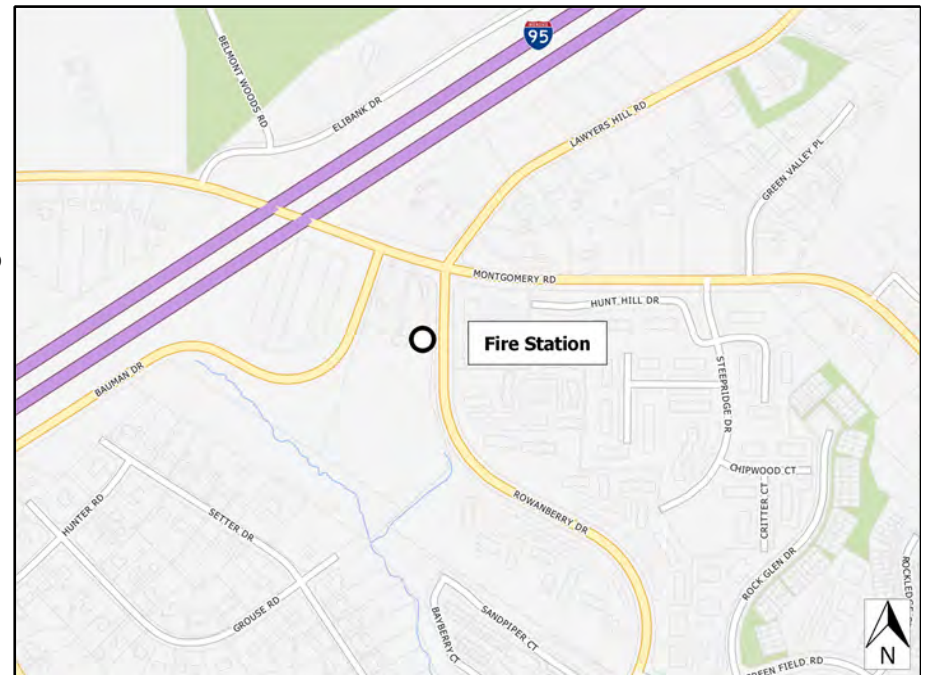 95
BELMONT WOODS RD
ELIBANK DR
LAWYERS HILL RD
GREEN VALLEY PL
MONTGOMERY RD
HUNT HILL DR
Fire Station
STEEPRIDGE DR
BAUMAN DR
CHIPWOOD CT
CRITTER CT
ROWANBERRY DR
HUNTER RD
SETTER DR
ROCK GLEN DR
GROUSE RD
BAYBERRY CT
SANDPIPER CT
N
FIELD RD